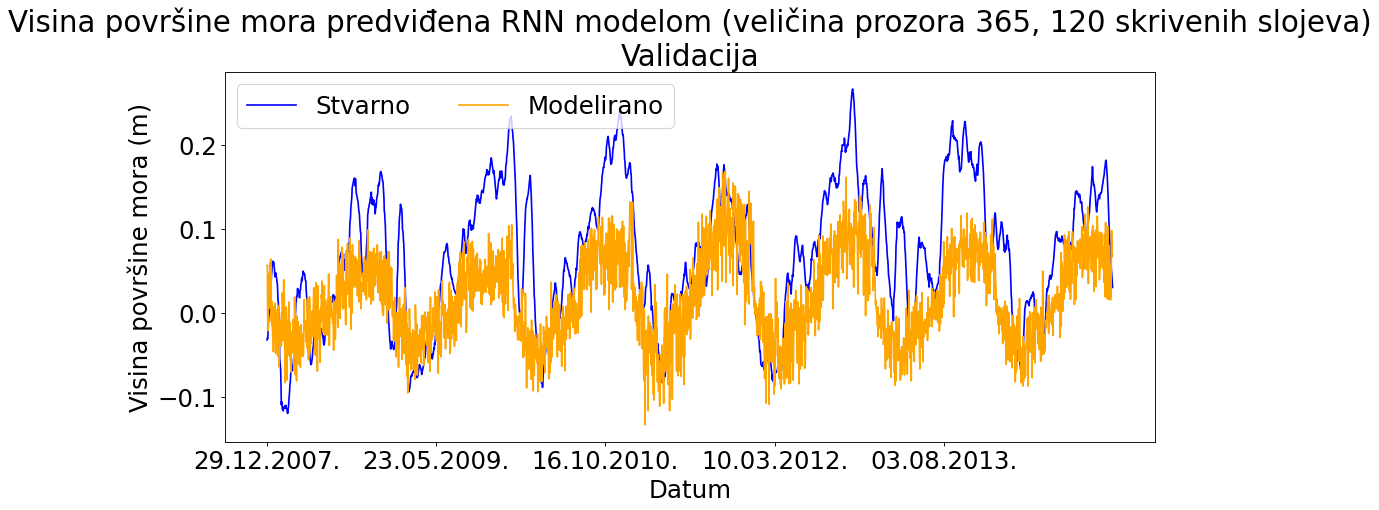 Visina površine mora predviđena RNN modelom (veličina prozora 365, 120 skrivenih slojeva)
Validacija
Stvarno Modelirano
Visina površine mora (m)
0.2
0.1
0.0
−0.1
29.12.2007. 23.05.2009. 16.10.2010. 10.03.2012. 03.08.2013.
Datum